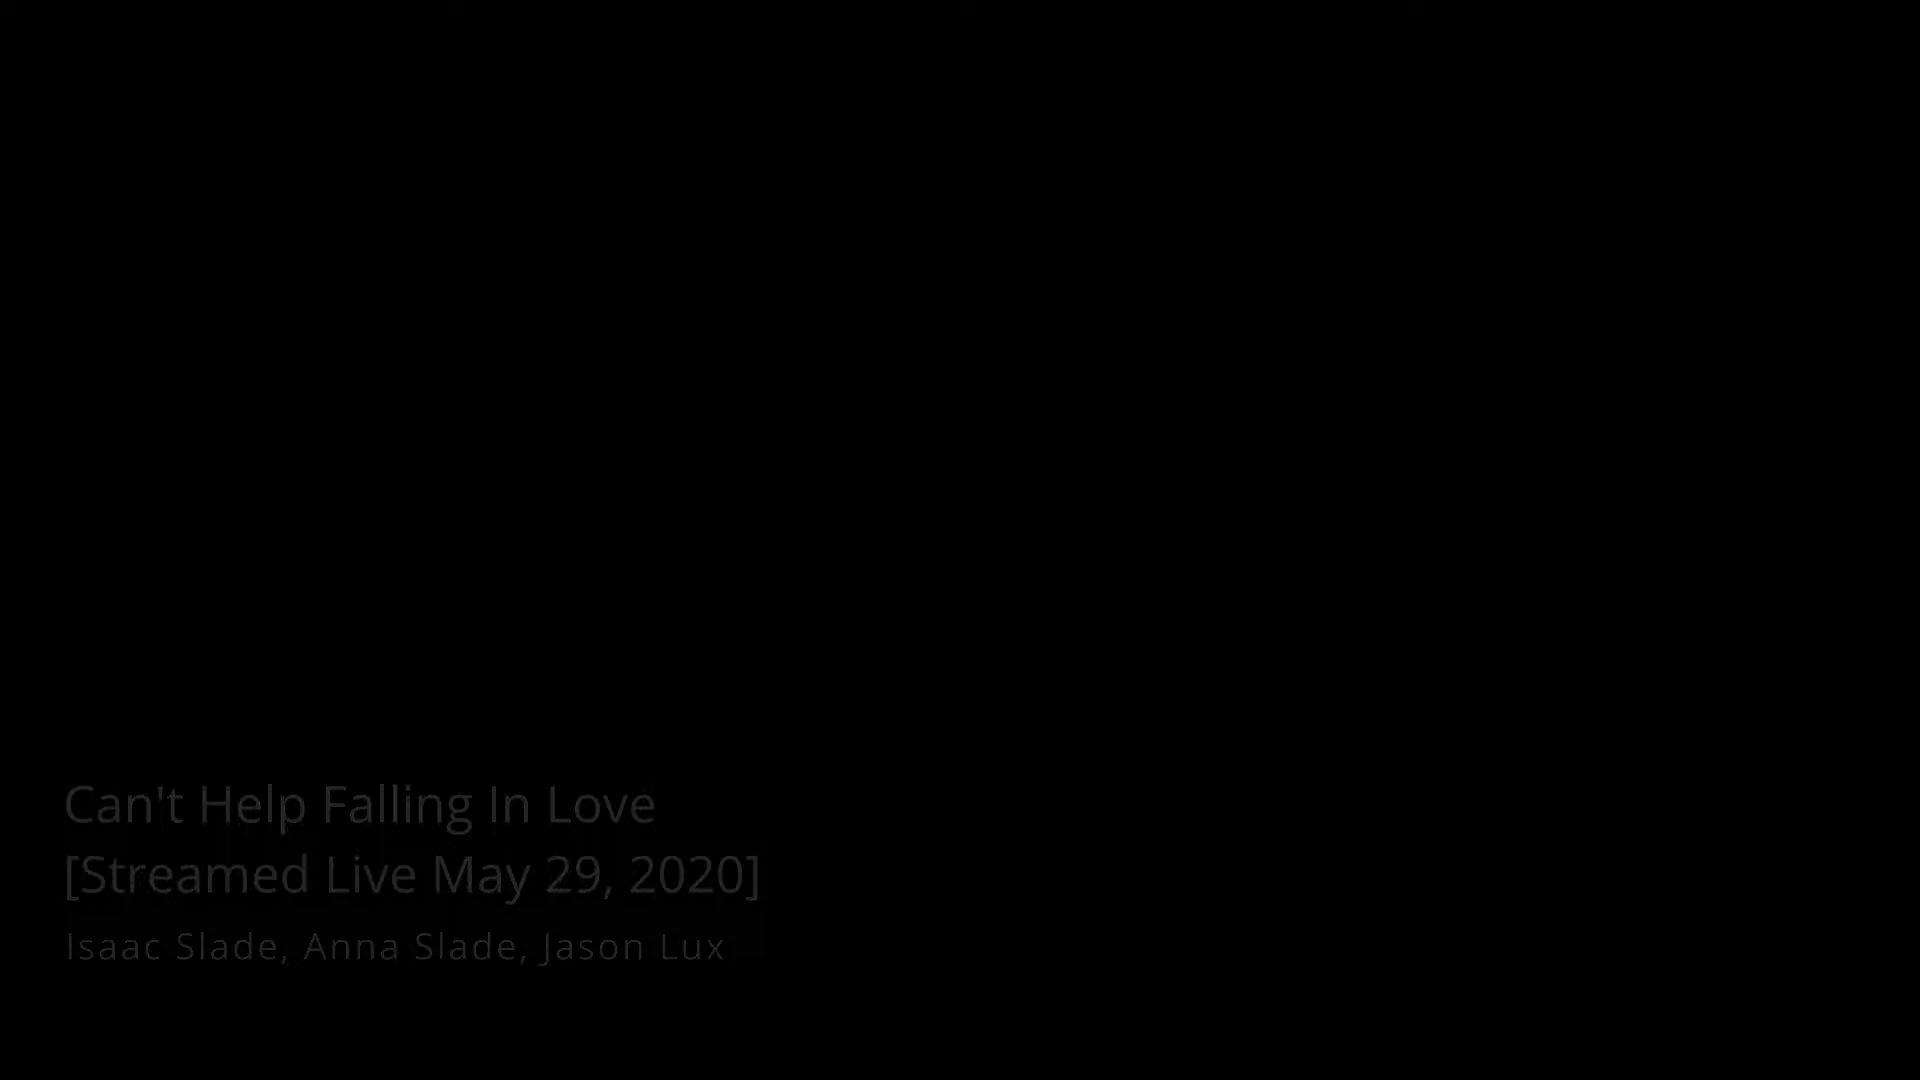 Can't Help Falling In Love
[Streamed Live May 29, 2020]
Isaac Slade, Anna Slade, Jason Lux